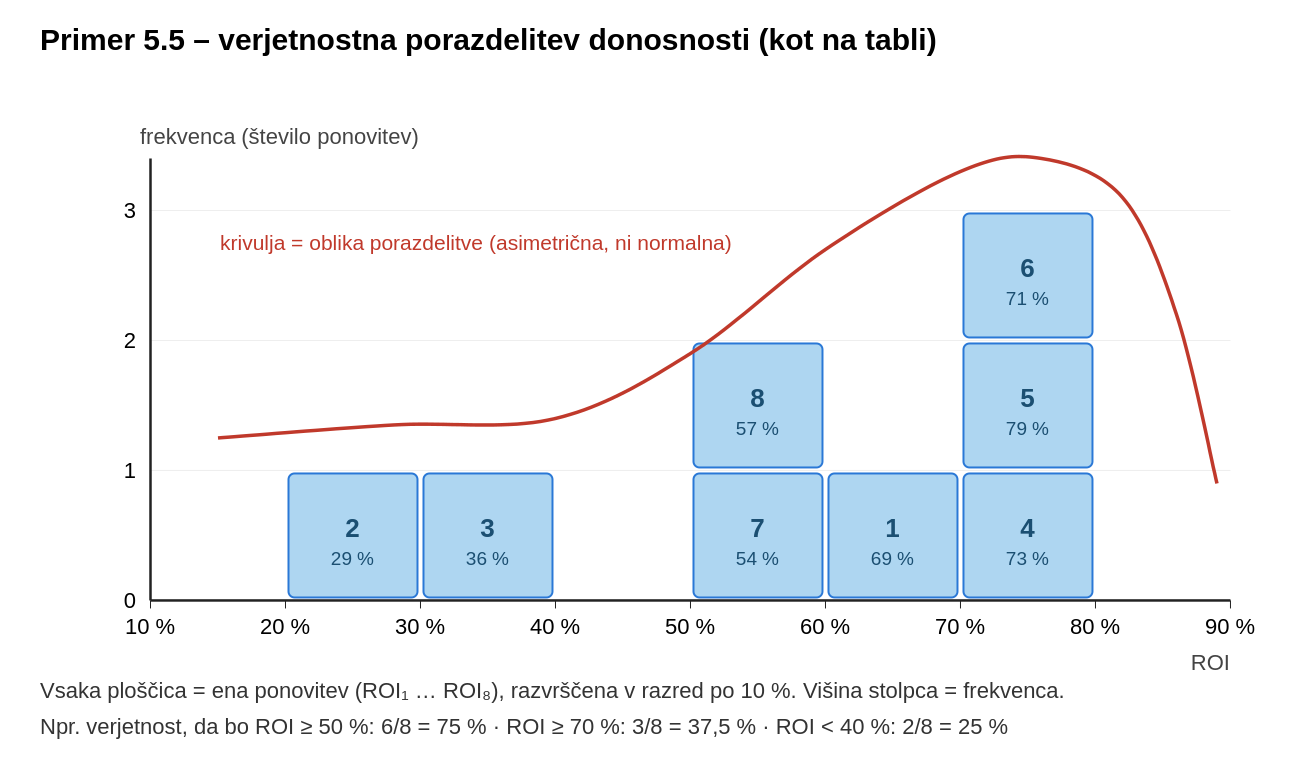 Primer 5.5 – verjetnostna porazdelitev donosnosti (kot na tabli)
frekvenca (število ponovitev)
3
krivulja = oblika porazdelitve (asimetrična, ni normalna)
6
71 %
2
8
57 %
5
79 %
1
2
29 %
3
36 %
7
54 %
1
69 %
4
73 %
0
10 % 20 % 30 % 40 % 50 % 60 % 70 % 80 % 90 %
ROI
Vsaka ploščica = ena ponovitev (ROI₁ … ROI₈), razvrščena v razred po 10 %. Višina stolpca = frekvenca.
Npr. verjetnost, da bo ROI ≥ 50 %: 6/8 = 75 % · ROI ≥ 70 %: 3/8 = 37,5 % · ROI < 40 %: 2/8 = 25 %